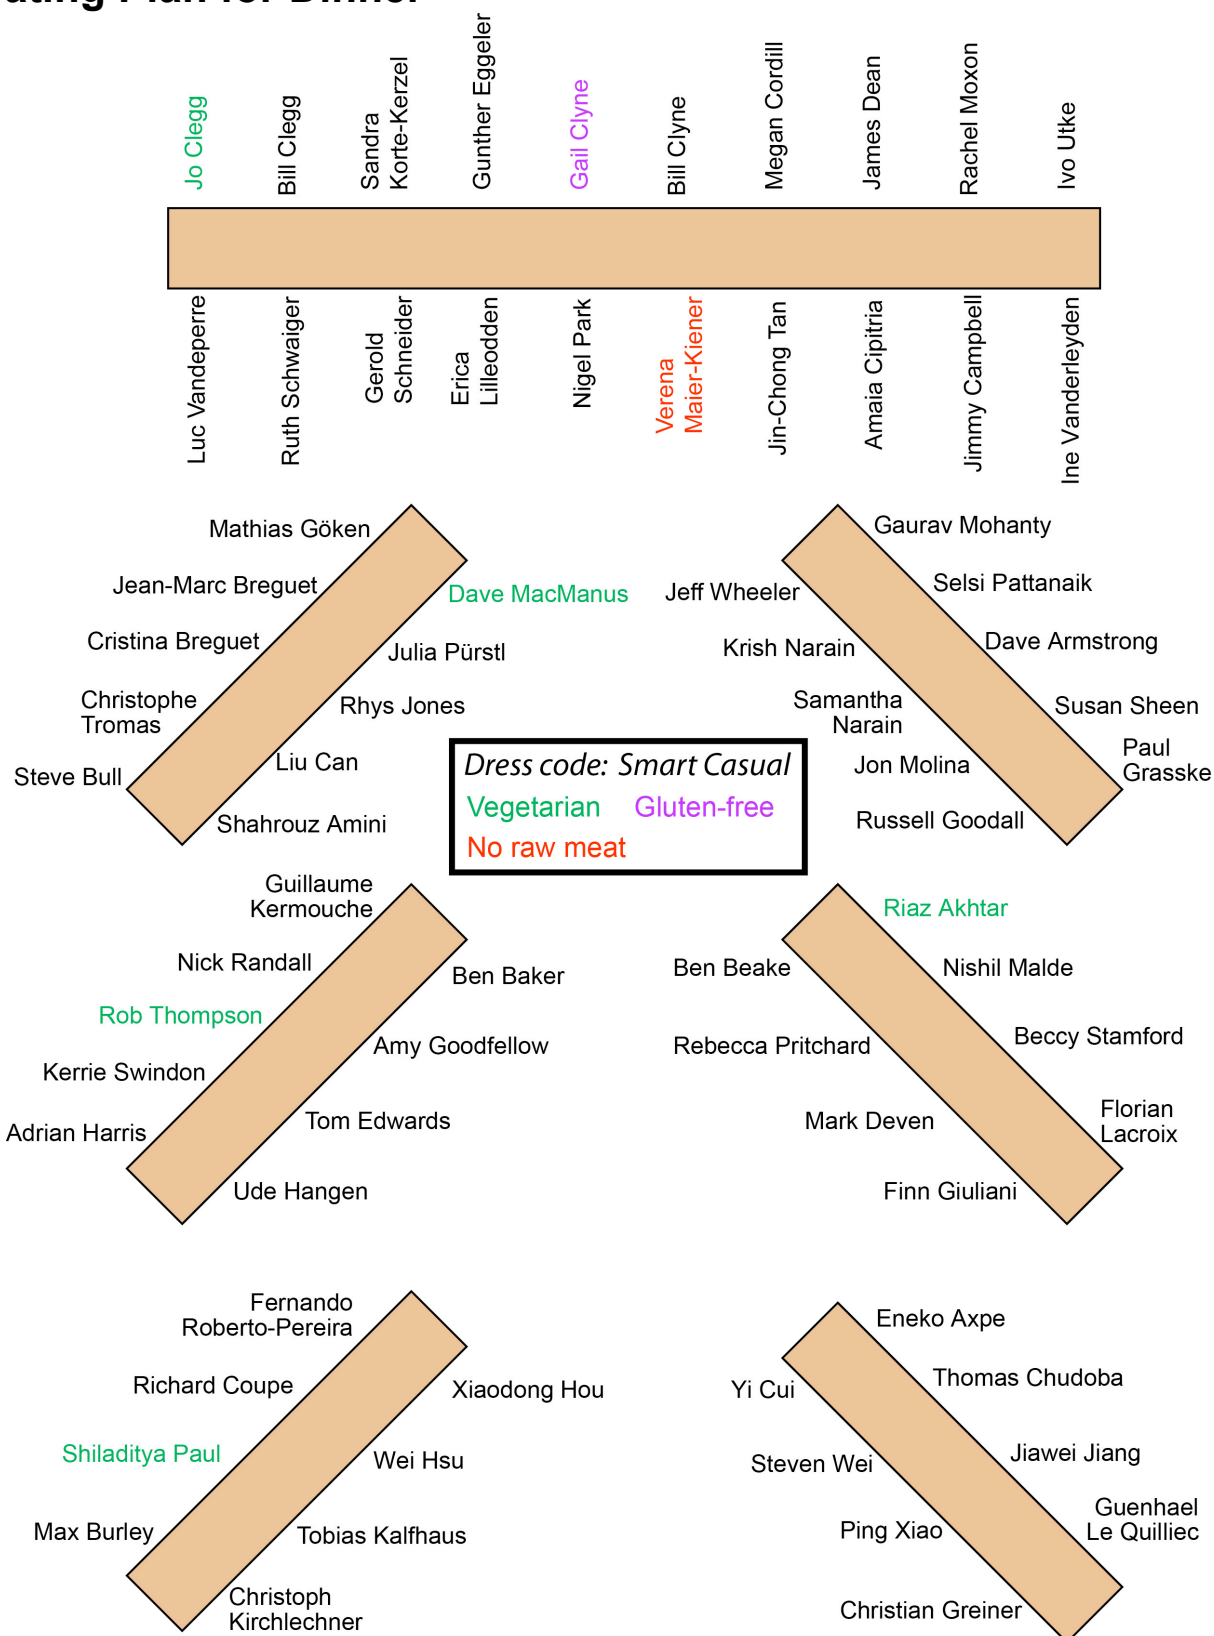 Plan for Dinner
Jo Clegg
Bill Clegg
Sandra
Korte-Kerzel
Gunther Eggeler
Gail Clyne
Bill Clyne
Megan Cordill
James Dean
Rachel Moxon
Ivo Utke
Luc Vandeperre
Ruth Schwaiger
Gerold
Schneider
Erica
Lilleodden
Nigel Park
Verena
Maier-Kiener
Jin-Chong Tan
Amaia Cipitria
Jimmy Campbell
Ine Vanderleyden
Mathias Göken
Jean-Marc Breguet
Cristina Breguet
Christophe
Tromas
Steve Bull
Dave MacManus
Julia Pürstl
Rhys Jones
Liu Can
Shahrouz Amini
Jeff Wheeler
Krish Narain
Samantha
Narain
Jon Molina
Russell Goodall
Gaurav Mohanty
Selsi Pattanaik
Dave Armstrong
Susan Sheen
Paul
Grasske
Dress code: Smart Casual
Vegetarian Gluten-free
No raw meat
Guillaume
Kermouche
Nick Randall
Rob Thompson
Kerrie Swindon
Adrian Harris
Ben Baker
Amy Goodfellow
Tom Edwards
Ude Hangen
Ben Beake
Rebecca Pritchard
Mark Deven
Finn Giuliani
Riaz Akhtar
Nishil Malde
Beccy Stamford
Florian
Lacroix
Fernando
Roberto-Pereira
Richard Coupe
Shiladitya Paul
Max Burley
Xiaodong Hou
Wei Hsu
Tobias Kalfhaus
Christoph
Kirchlechner
Yi Cui
Steven Wei
Ping Xiao
Christian Greiner
Eneko Axpe
Thomas Chudoba
Jiawei Jiang
Guenhael
Le Quilliec